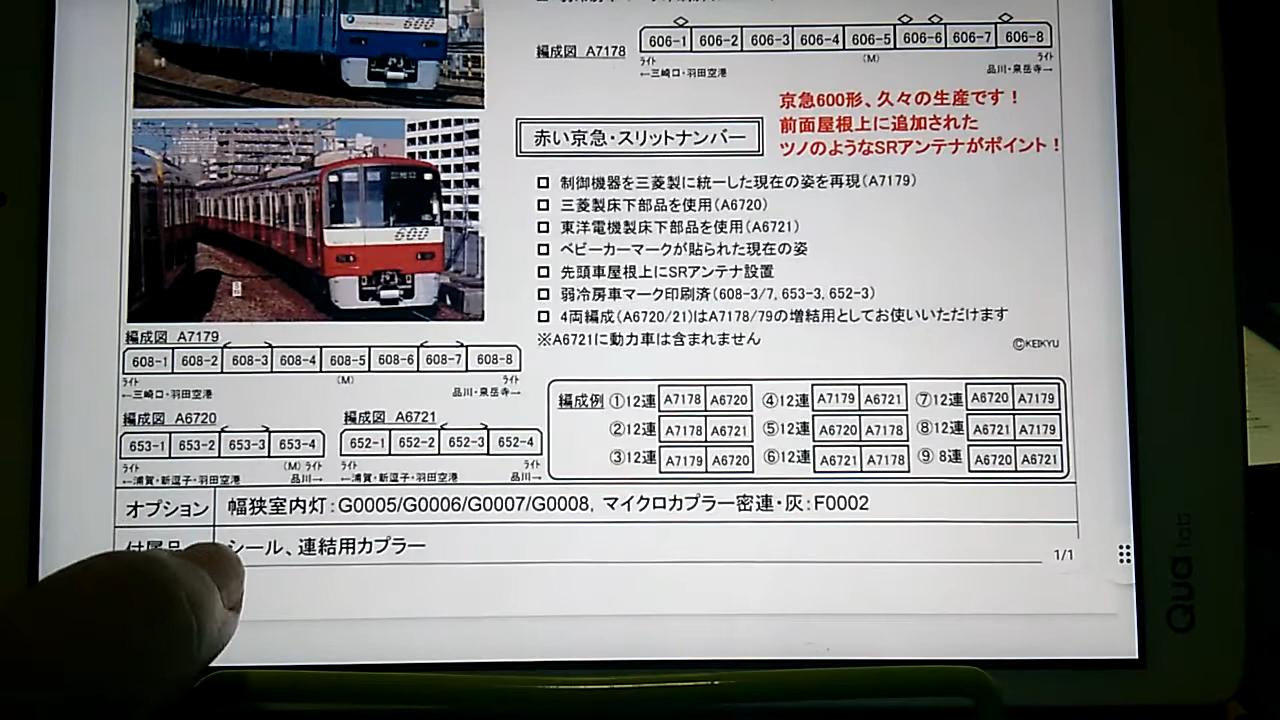 600
編成図 A7178
606-1 606-2 606-3 606-4 606-5 606-6 606-7 606-8
ライト (M) ライト
←三崎口・羽田空港 品川・泉岳寺→
京急600形、久々の生産です！
前面屋根上に追加された
ツノのようなSRアンテナがポイント！
赤い京急・スリットナンバー
□ 制御機器を三菱製に統一した現在の姿を再現(A7179)
□ 三菱製床下部品を使用(A6720)
□ 東洋電機製床下部品を使用(A6721)
□ ベビーカーマークが貼られた現在の姿
□ 先頭車屋根上にSRアンテナ設置
□ 弱冷房車マーク印刷済(608-3/7, 653-3, 652-3)
□ 4両編成(A6720/21)はA7178/79の増結用としてお使いいただけます
※A6721に動力車は含まれません
ⒸKEIKYU
600
編成図 A7179
608-1 608-2 608-3 608-4 608-5 608-6 608-7 608-8
ライト (M) ライト
←三崎口・羽田空港 品川・泉岳寺→
編成図 A6720
653-1 653-2 653-3 653-4
ライト (M) ライト
←浦賀・新逗子・羽田空港 品川→
編成図 A6721
652-1 652-2 652-3 652-4
ライト ライト
←浦賀・新逗子・羽田空港 品川→
編成例 ①12連 A7178 A6720 ④12連 A7179 A6721 ⑦12連 A6720 A7179
②12連 A7178 A6721 ⑤12連 A6720 A7178 ⑧12連 A6721 A7179
③12連 A7179 A6720 ⑥12連 A6721 A7178 ⑨ 8連 A6720 A6721
オプション 幅狭室内灯：G0005/G0006/G0007/G0008, マイクロカプラー密連・灰：F0002
付属品 シール、連結用カプラー
1/1
Qua tab